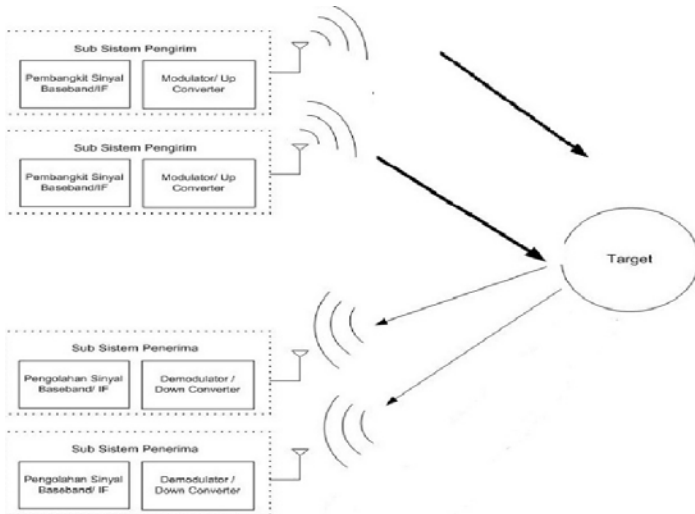 Sub Sistem Pengirim
Pembangkit Sinyal
Baseband/IF
Modulator/ Up
Converter
Sub Sistem Pengirim
Pembangkit Sinyal
Baseband/IF
Modulator/ Up
Converter
Target
Sub Sistem Penerima
Pengolahan Sinyal
Baseband/ IF
Demodulator /
Down Converter
Sub Sistem Penerima
Pengolahan Sinyal
Baseband/ IF
Demodulator /
Down Converter